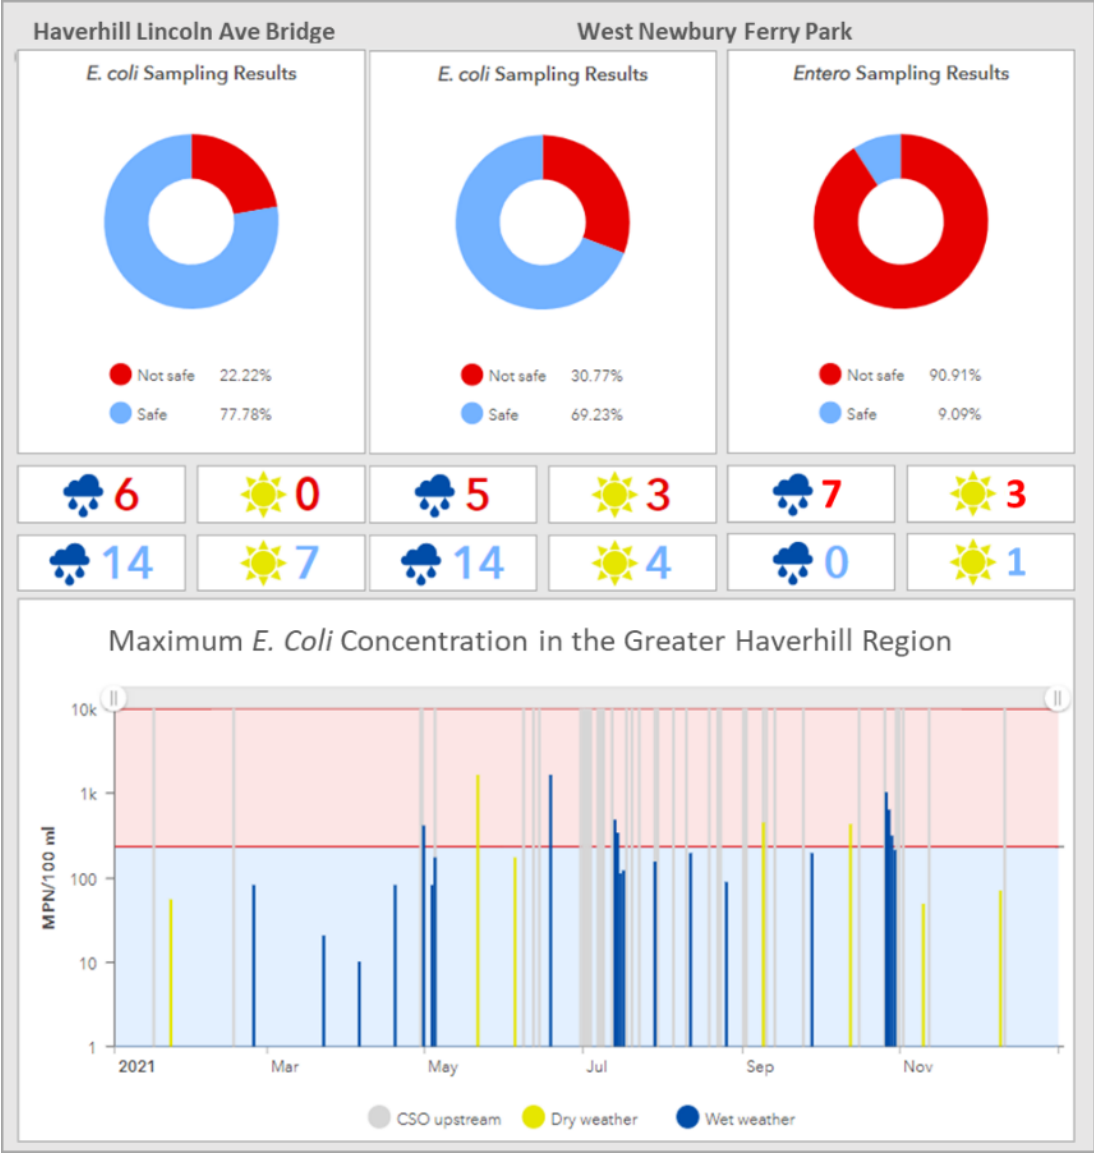 Haverhill Lincoln Ave Bridge
West Newbury Ferry Park
E. coli Sampling Results
E. coli Sampling Results
Entero Sampling Results
Not safe 22.22%
Safe 77.78%
Not safe 30.77%
Safe 69.23%
Not safe 90.91%
Safe 9.09%
6 0 5 3 7 3
14 7 14 4 0 1
Maximum E. Coli Concentration in the Greater Haverhill Region
MPN/100 ml
10k
1k
100
10
1
2021 Mar May Jul Sep Nov
CSO upstream Dry weather Wet weather